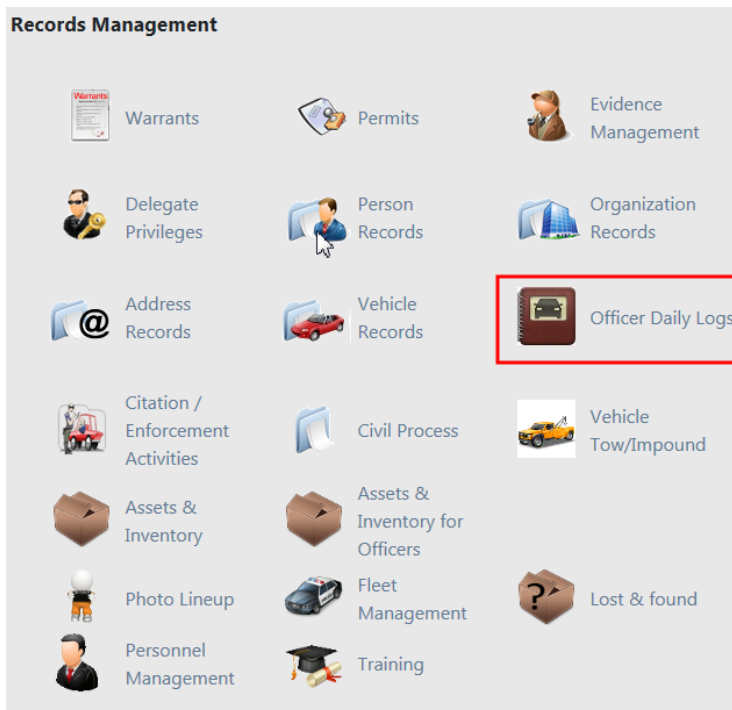 Records Management
Warrants
Warrants
Permits
Evidence
Management
Delegate
Privileges
Person
Records
Organization
Records
@
Address
Records
Vehicle
Records
Officer Daily Logs
Citation /
Enforcement
Activities
Civil Process
Vehicle
Tow/Impound
Assets &
Inventory
Assets &
Inventory for
Officers
Photo Lineup
Fleet
Management
?
Lost & found
Personnel
Management
Training